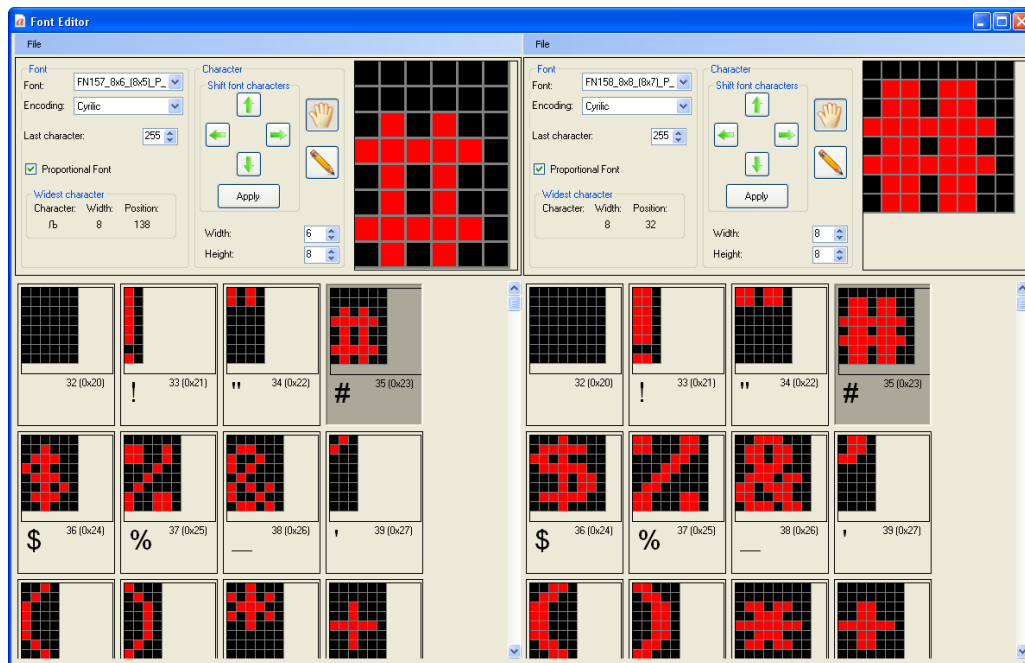 Font Editor
File
File
Font
Font:
FN157_8x6_(8x5)_P_
Encoding:
Cyrilic
Last character:
255
Proportional Font
Widest character
Character: Width: Position:
Љ 8 138
Character
Shift font characters
Apply
Width:
6
Height:
8
Font
Font:
FN158_8x8_(8x7)_P_
Encoding:
Cyrilic
Last character:
255
Proportional Font
Widest character
Character: Width: Position:
8 32
Character
Shift font characters
Apply
Width:
8
Height:
8
32 (0x20)
! 33 (0x21)
" 34 (0x22)
# 35 (0x23)
$ 36 (0x24)
% 37 (0x25)
_ 38 (0x26)
' 39 (0x27)
32 (0x20)
! 33 (0x21)
" 34 (0x22)
# 35 (0x23)
$ 36 (0x24)
% 37 (0x25)
_ 38 (0x26)
' 39 (0x27)